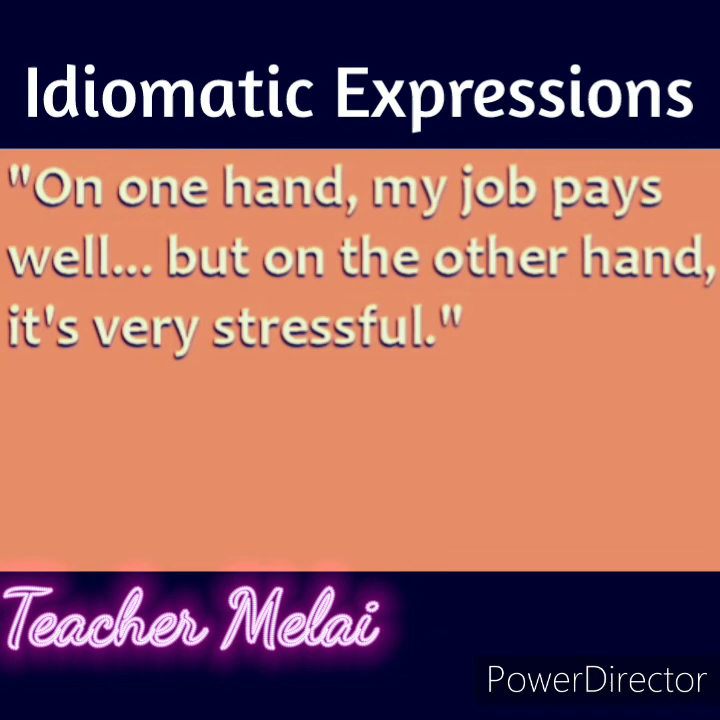 Idiomatic Expressions
"On one hand, my job pays
well... but on the other hand,
it's very stressful."
Teacher Melai
PowerDirector